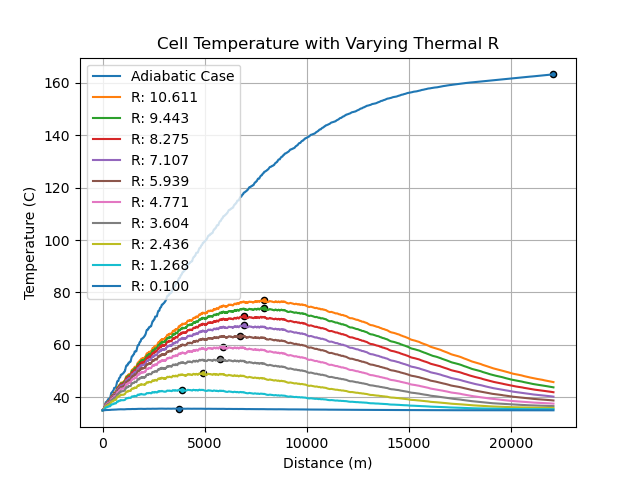 Cell Temperature with Varying Thermal R
Temperature (C)
160
140
120
100
80
60
40
Adiabatic Case
R: 10.611
R: 9.443
R: 8.275
R: 7.107
R: 5.939
R: 4.771
R: 3.604
R: 2.436
R: 1.268
R: 0.100
0 5000 10000 15000 20000
Distance (m)